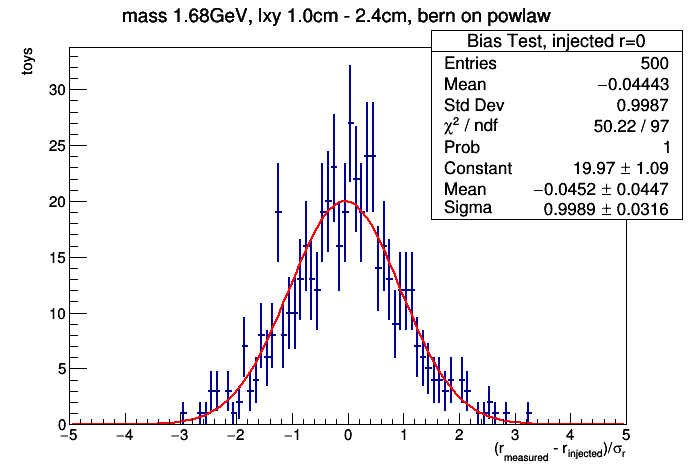 mass 1.68GeV, lxy 1.0cm - 2.4cm, bern on powlaw
Bias Test, injected r=0
Entries 500
Mean −0.04443
Std Dev 0.9987
χ² / ndf 50.22 / 97
Prob 1
Constant 19.97 ± 1.09
Mean −0.0452 ± 0.0447
Sigma 0.9989 ± 0.0316
toys
30
25
20
15
10
5
0
−5 −4 −3 −2 −1 0 1 2 3 4 5
(r_measured - r_injected)/σ_r